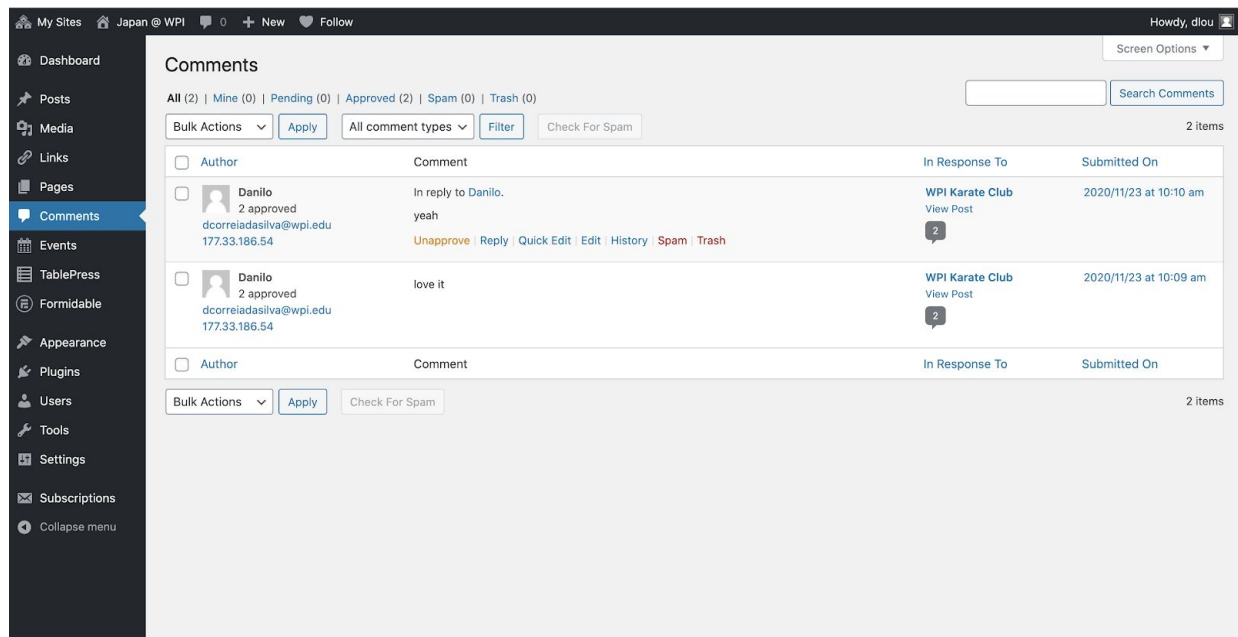 My Sites Japan @ WPI 0 New Follow Howdy, dlou
Screen Options
Dashboard
Posts
Media
Links
Pages
Comments
Events
TablePress
Formidable
Appearance
Plugins
Users
Tools
Settings
Subscriptions
Collapse menu
Comments
All (2) | Mine (0) | Pending (0) | Approved (2) | Spam (0) | Trash (0)
Search Comments
Bulk Actions Apply All comment types Filter Check For Spam 2 items
Author Comment In Response To Submitted On
Danilo In reply to Danilo. WPI Karate Club 2020/11/23 at 10:10 am
2 approved yeah View Post
dcorreiadasilva@wpi.edu 2
177.33.186.54 Unapprove | Reply | Quick Edit | Edit | History | Spam | Trash
Danilo love it WPI Karate Club 2020/11/23 at 10:09 am
2 approved View Post
dcorreiadasilva@wpi.edu 2
177.33.186.54
Author Comment In Response To Submitted On
Bulk Actions Apply Check For Spam 2 items